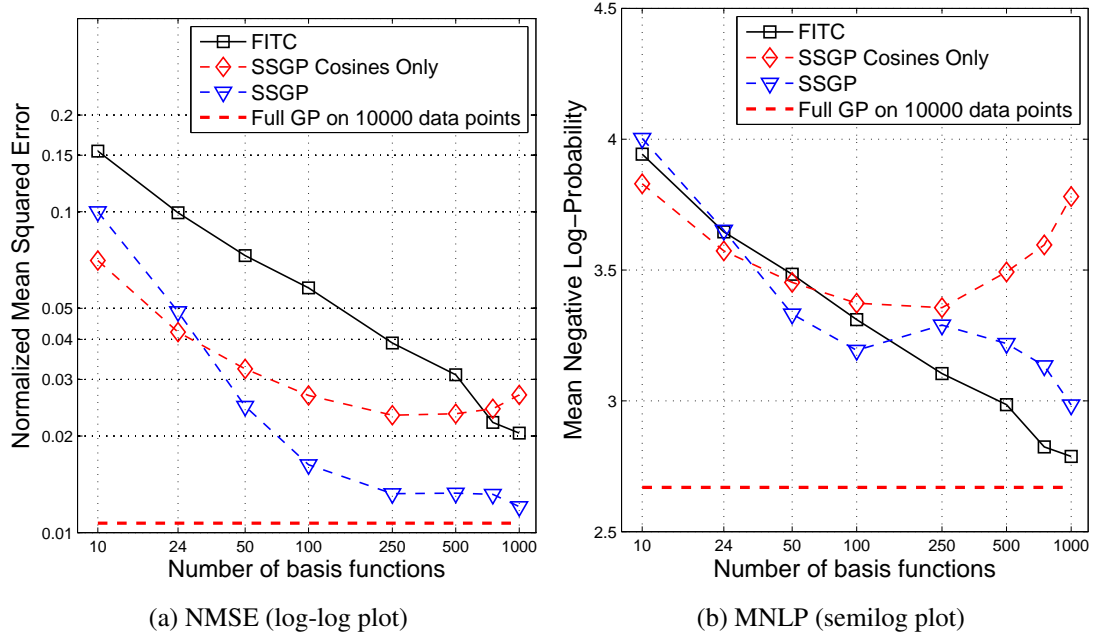 FITC
SSGP Cosines Only
SSGP
Full GP on 10000 data points
Normalized Mean Squared Error
0.2
0.15
0.1
0.05
0.04
0.03
0.02
0.01
10 24 50 100 250 500 1000
Number of basis functions
(a) NMSE (log-log plot)
FITC
SSGP Cosines Only
SSGP
Full GP on 10000 data points
Mean Negative Log−Probability
4.5
4
3.5
3
2.5
10 24 50 100 250 500 1000
Number of basis functions
(b) MNLP (semilog plot)